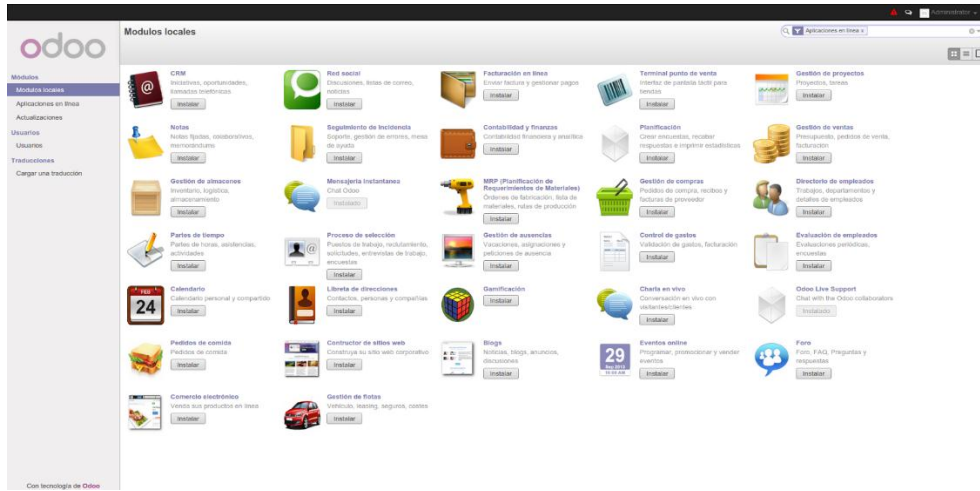 Administrator
odoo
Modulos locales
Aplicaciones en línea x
Módulos
Modulos locales
Aplicaciones en línea
Actualizaciones
Usuarios
Usuarios
Traducciones
Cargar una traducción
CRM
Iniciativas, oportunidades,
llamadas telefónicas
Instalar
Red social
Discusiones, listas de correo,
noticias
Instalar
Facturación en línea
Enviar factura y gestionar pagos
Instalar
Terminal punto de venta
Interfaz de pantalla táctil para
tiendas
Instalar
Gestión de proyectos
Proyectos, tareas
Instalar
Notas
Notas fijadas, colaborativos,
memorándums
Instalar
Seguimiento de incidencia
Soporte, gestión de errores, mesa
de ayuda
Instalar
Contabilidad y finanzas
Contabilidad financiera y analítica
Instalar
Planificación
Crear encuestas, recabar
respuestas e imprimir estadísticas
Instalar
Gestión de ventas
Presupuesto, pedidos de venta,
facturación
Instalar
Gestión de almacenes
Inventario, logística,
almacenamiento
Instalar
Mensajería instantánea
Chat Odoo
Instalado
MRP (Planificación de
Requerimientos de Materiales)
Órdenes de fabricación, lista de
materiales, rutas de producción
Instalar
Gestión de compras
Pedidos de compra, recibos y
facturas de proveedor
Instalar
Directorio de empleados
Trabajos, departamentos y
detalles de empleados
Instalar
Partes de tiempo
Partes de horas, asistencias,
actividades
Instalar
Proceso de selección
Puestos de trabajo, reclutamiento,
solicitudes, entrevistas de trabajo,
encuestas
Instalar
Gestión de ausencias
Vacaciones, asignaciones y
peticiones de ausencia
Instalar
Control de gastos
Validación de gastos, facturación
Instalar
Evaluación de empleados
Evaluaciones periódicas,
encuestas
Instalar
FEB
24
Calendario
Calendario personal y compartido
Instalar
Libreta de direcciones
Contactos, personas y compañías
Instalar
Gamificación
Instalar
Charla en vivo
Conversación en vivo con
visitantes/clientes
Instalar
Odoo Live Support
Chat with the Odoo collaborators
Instalado
Pedidos de comida
Pedidos de comida
Instalar
Contructor de sitios web
Construya su sitio web corporativo
Instalar
Blogs
Noticias, blogs, anuncios,
discusiones
Instalar
29
Eventos online
Programar, promocionar y vender
eventos
Instalar
Foro
Foro, FAQ, Preguntas y
respuestas
Instalar
Comercio electrónico
Venda sus productos en línea
Instalar
Gestión de flotas
Vehículo, leasing, seguros, costes
Instalar
Con tecnología de Odoo